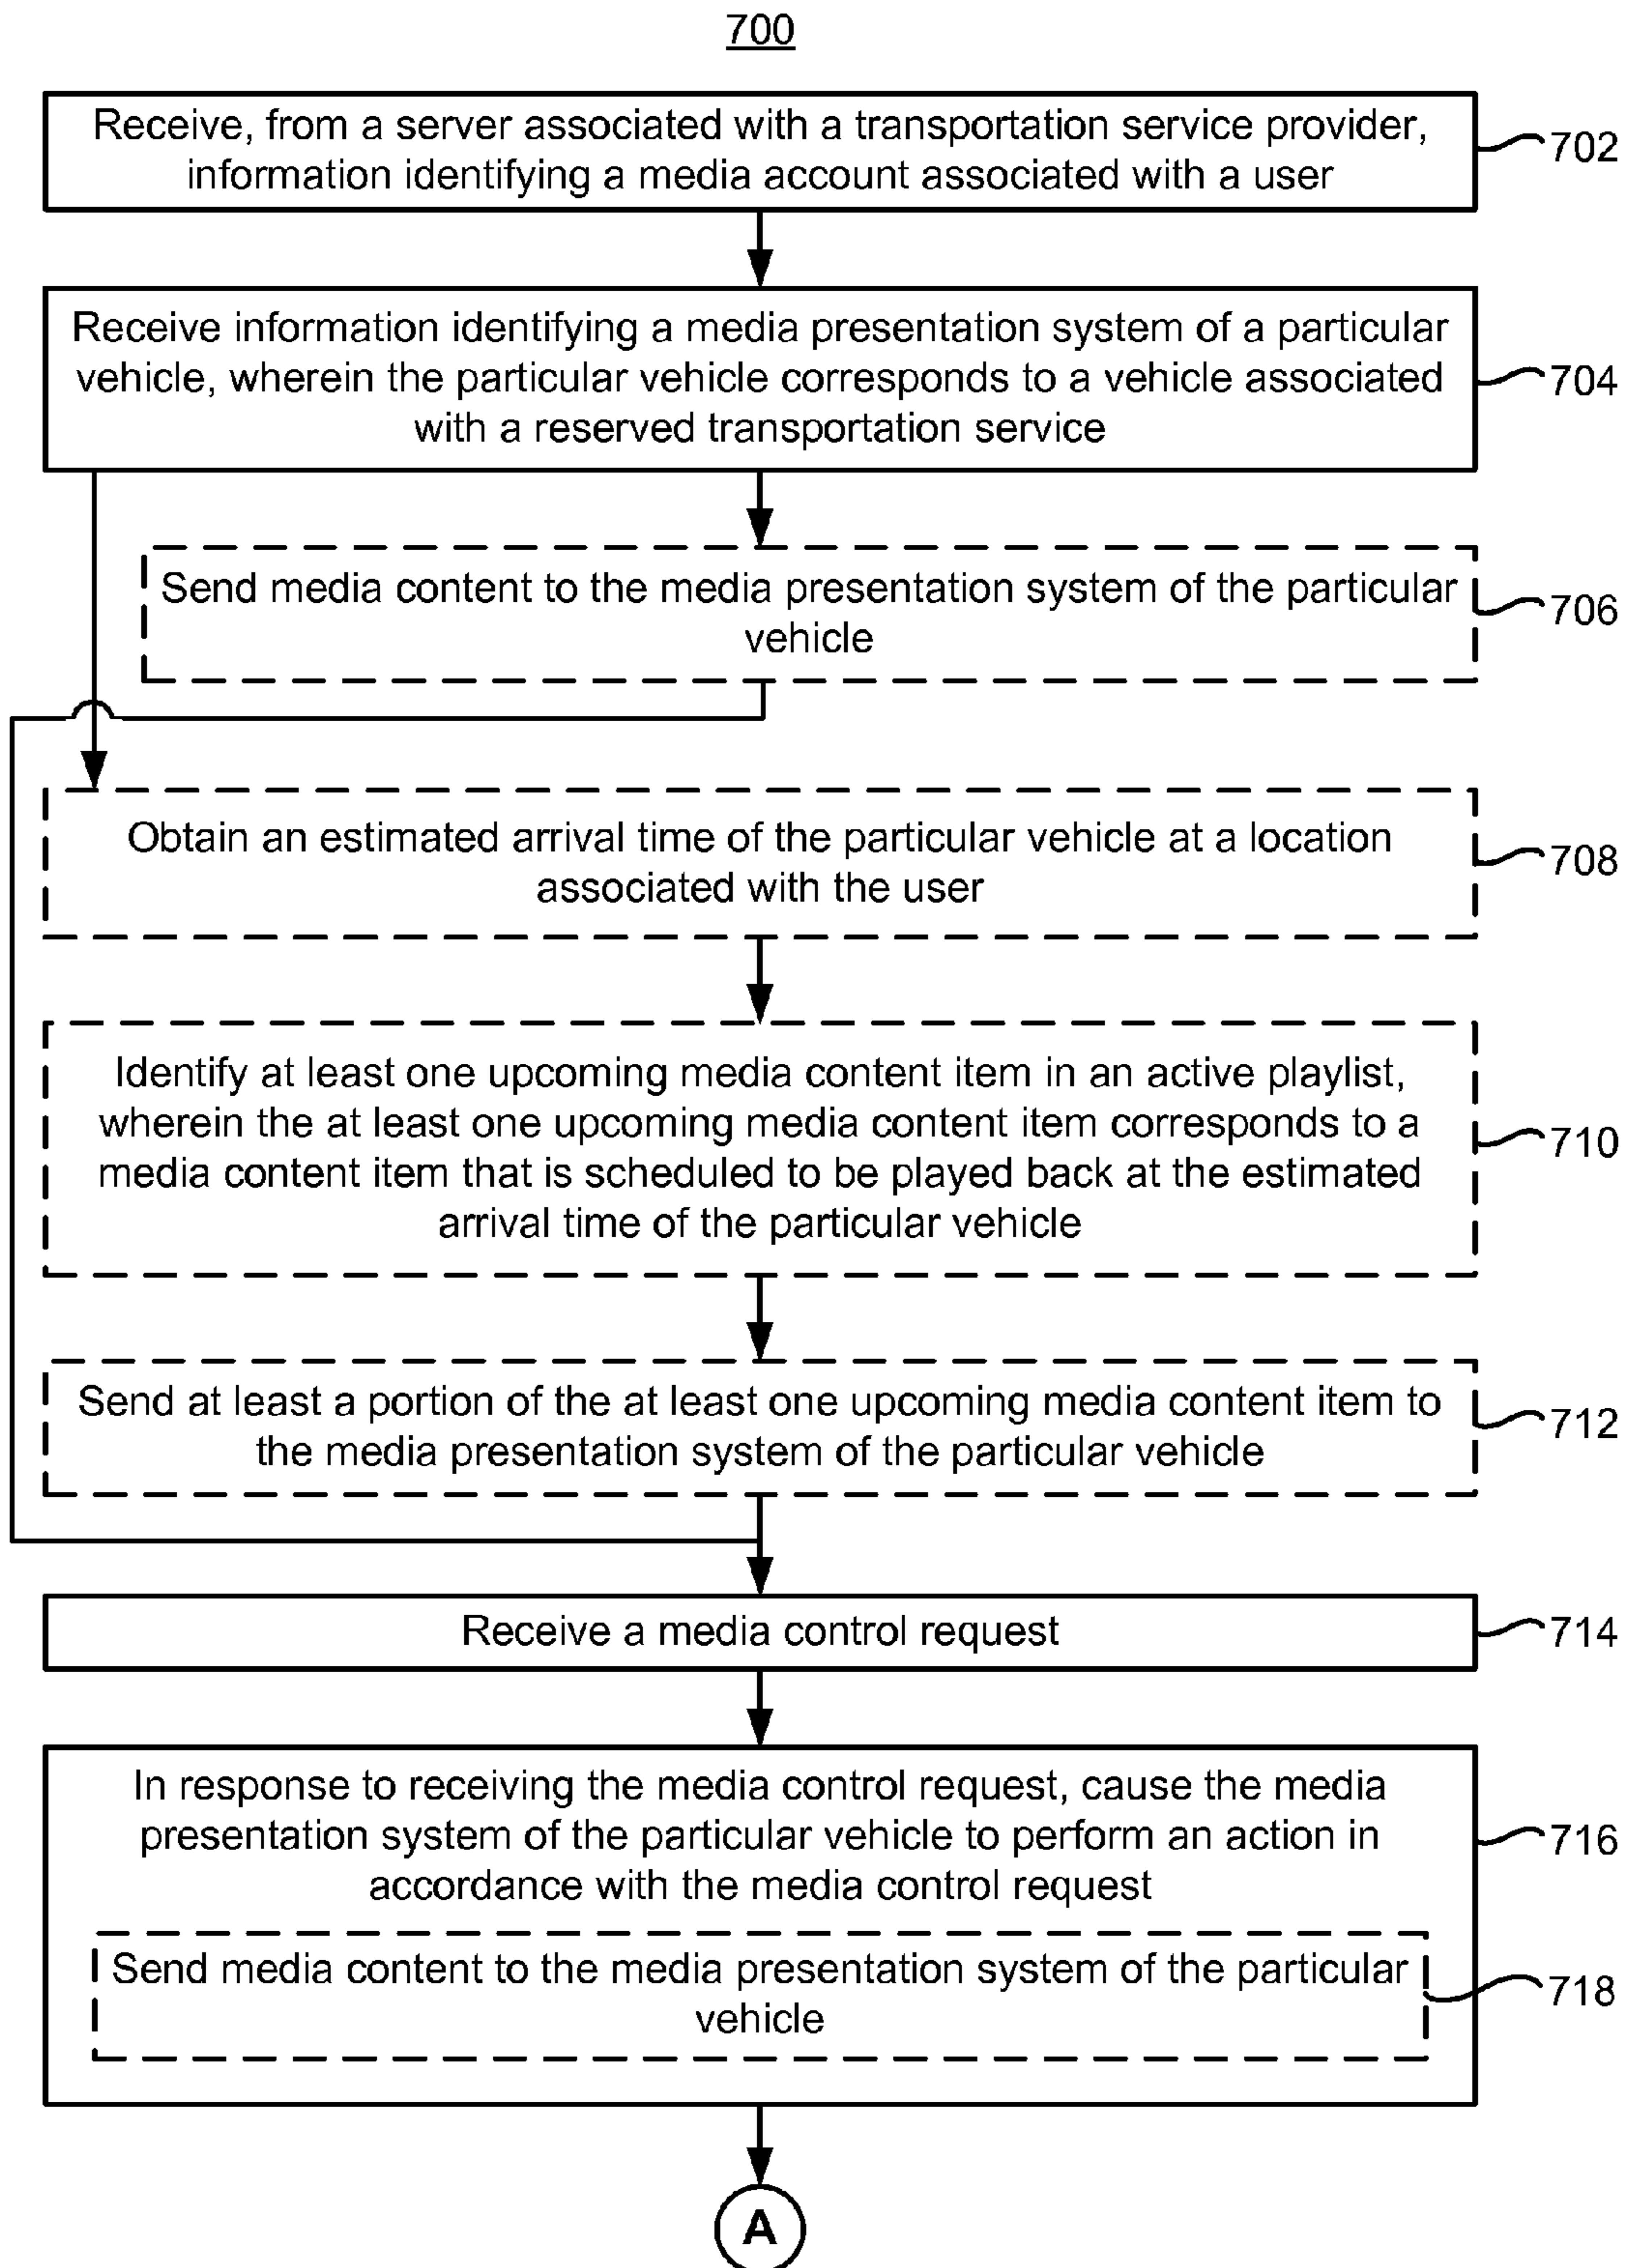 700
Receive, from a server associated with a transportation service provider,
information identifying a media account associated with a user
702
Receive information identifying a media presentation system of a particular
vehicle, wherein the particular vehicle corresponds to a vehicle associated
with a reserved transportation service
704
Send media content to the media presentation system of the particular
vehicle
706
Obtain an estimated arrival time of the particular vehicle at a location
associated with the user
708
Identify at least one upcoming media content item in an active playlist,
wherein the at least one upcoming media content item corresponds to a
media content item that is scheduled to be played back at the estimated
arrival time of the particular vehicle
710
Send at least a portion of the at least one upcoming media content item to
the media presentation system of the particular vehicle
712
Receive a media control request
714
In response to receiving the media control request, cause the media
presentation system of the particular vehicle to perform an action in
accordance with the media control request
716
Send media content to the media presentation system of the particular
vehicle
718
A